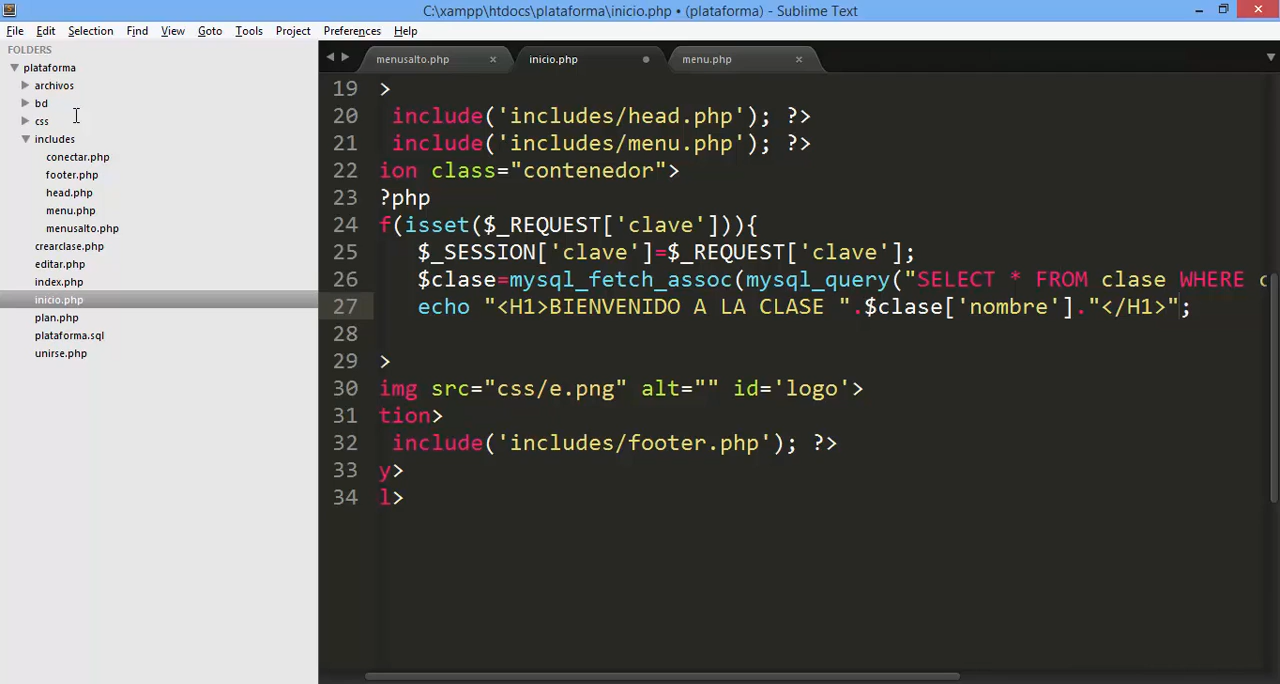 C:\xampp\htdocs\plataforma\inicio.php • (plataforma) - Sublime Text
File Edit Selection Find View Goto Tools Project Preferences Help
FOLDERS
plataforma
archivos
bd
css
includes
conectar.php
footer.php
head.php
menu.php
menusalto.php
crearclase.php
editar.php
index.php
inicio.php
plan.php
plataforma.sql
unirse.php
menusalto.php inicio.php menu.php
19 >
20 include('includes/head.php'); ?>
21 include('includes/menu.php'); ?>
22 ion class="contenedor">
23 ?php
24 f(isset($_REQUEST['clave'])){
25 $_SESSION['clave']=$_REQUEST['clave'];
26 $clase=mysql_fetch_assoc(mysql_query("SELECT * FROM clase WHERE c
27 echo "<H1>BIENVENIDO A LA CLASE ".$clase['nombre']."</H1>";
28
29 >
30 img src="css/e.png" alt="" id='logo'>
31 tion>
32 include('includes/footer.php'); ?>
33 y>
34 l>